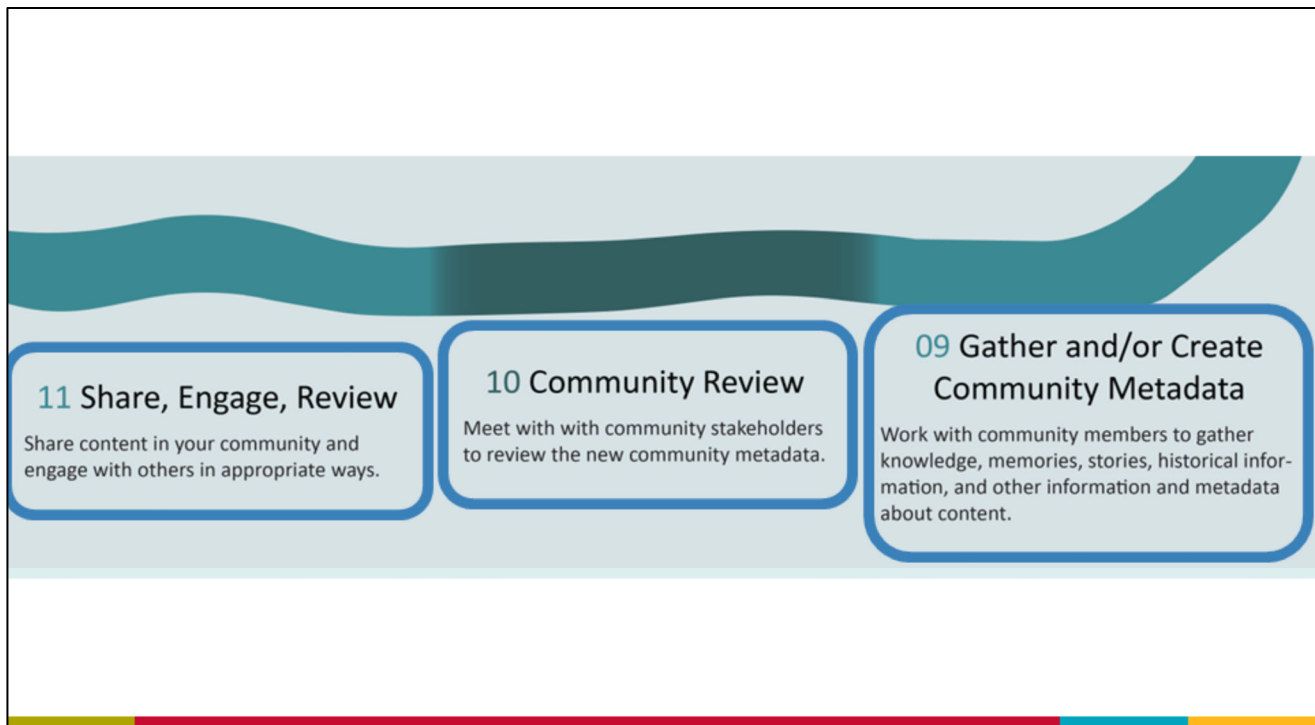 11 Share, Engage, Review
Share content in your community and
engage with others in appropriate ways.
10 Community Review
Meet with with community stakeholders
to review the new community metadata.
09 Gather and/or Create
Community Metadata
Work with community members to gather
knowledge, memories, stories, historical infor-
mation, and other information and metadata
about content.